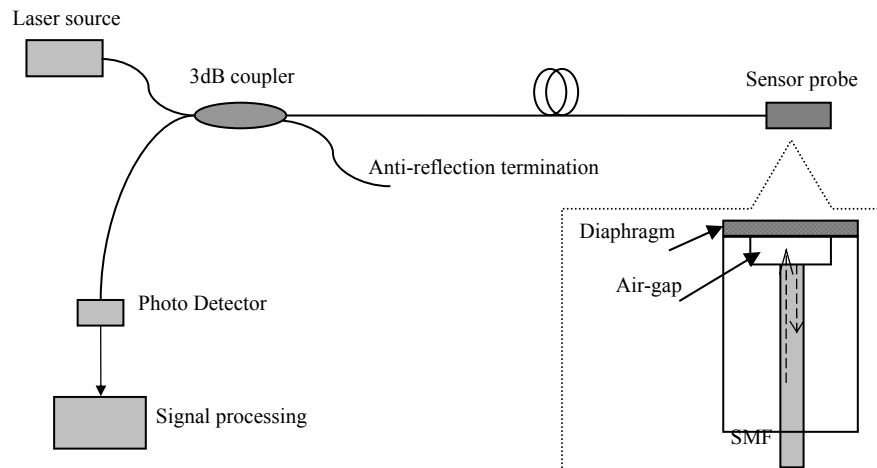 Laser source
3dB coupler
Sensor probe
Anti-reflection termination
Diaphragm
Air-gap
Photo Detector
Signal processing
SMF